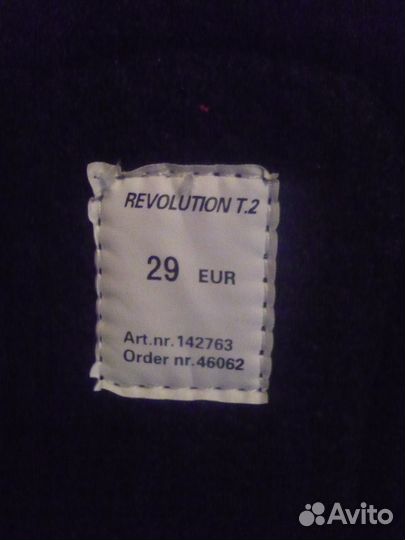 REVOLUTION T.2
29 EUR
Art.nr.142763
Order nr.46062
Avito